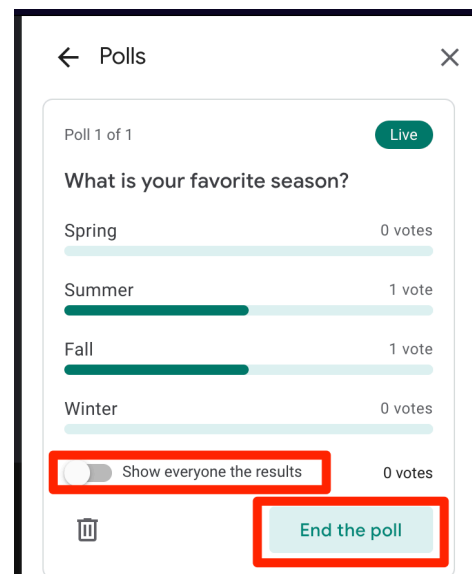 Polls
Poll 1 of 1 Live
What is your favorite season?
Spring 0 votes
Summer 1 vote
Fall 1 vote
Winter 0 votes
Show everyone the results 0 votes
End the poll